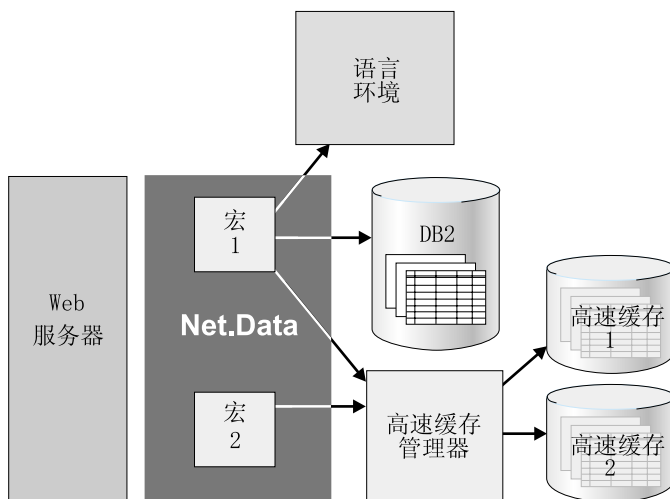 语言
环境
宏
1
DB2
Web
服务器
Net.Data
高速缓存
1
宏
2
高速缓存
管理器
高速缓存
2